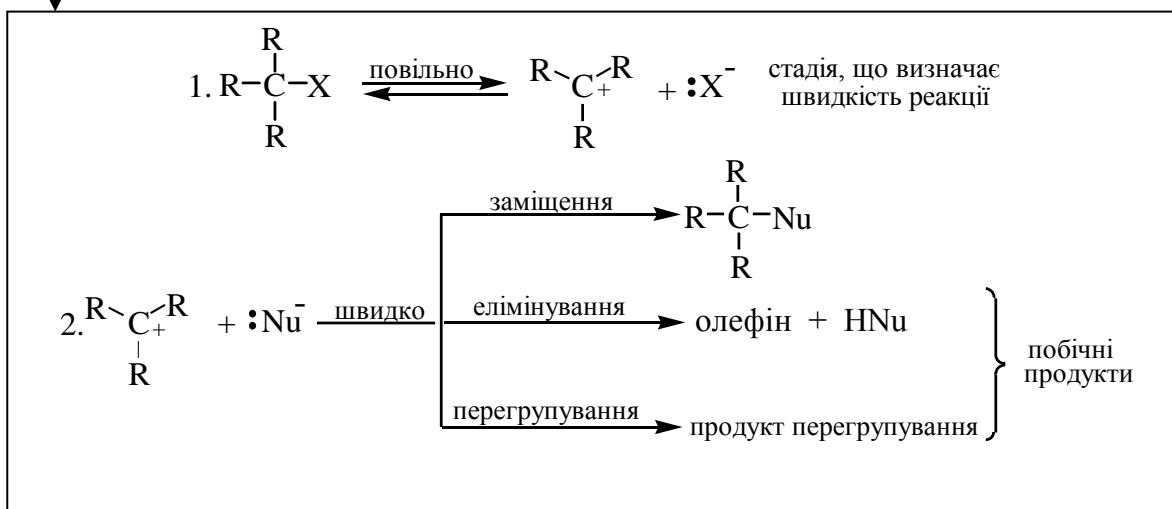 R
1. R–C–X повільно R C+ R + :X⁻ стадія, що визначає
R R швидкість реакції
R
заміщення R–C–Nu
R
2. R C+ R + :Nu⁻ швидко елімінування олефін + HNu побічні
R продукти
перегрупування продукт перегрупування